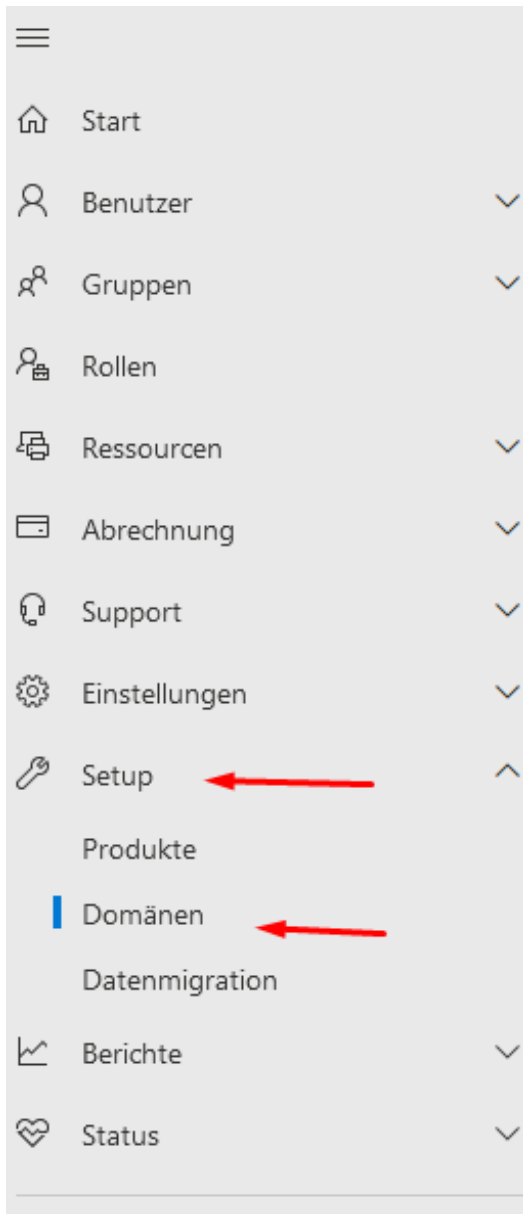 Start
Benutzer
Gruppen
Rollen
Ressourcen
Abrechnung
Support
Einstellungen
Setup
Produkte
Domänen
Datenmigration
Berichte
Status